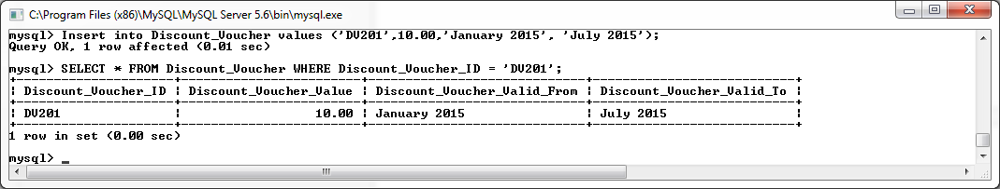 C:\Program Files (x86)\MySQL\MySQL Server 5.6\bin\mysql.exe
mysql> Insert into Discount_Voucher values ('DV201',10.00,'January 2015', 'July 2015');
Query OK, 1 row affected (0.01 sec)
mysql> SELECT * FROM Discount_Voucher WHERE Discount_Voucher_ID = 'DV201';
+---------------------+------------------------+-----------------------------+---------------------------+
| Discount_Voucher_ID | Discount_Voucher_Value | Discount_Voucher_Valid_From | Discount_Voucher_Valid_To |
+---------------------+------------------------+-----------------------------+---------------------------+
| DV201               |                  10.00 | January 2015                | July 2015                 |
+---------------------+------------------------+-----------------------------+---------------------------+
1 row in set (0.00 sec)
mysql> _